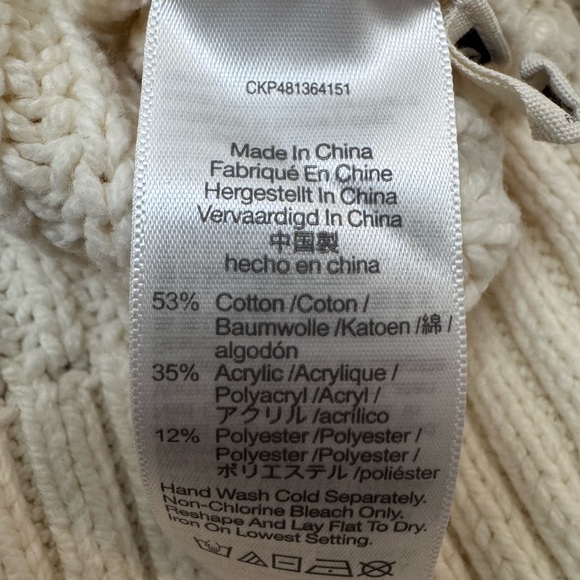 CKP481364151
Made In China
Fabriqué En Chine
Hergestellt In China
Vervaardigd In China
中国製
hecho en china
53% Cotton /Coton /
Baumwolle /Katoen /綿 /
algodón
35% Acrylic /Acrylique /
Polyacryl /Acryl /
アクリル /acrílico
12% Polyester /Polyester /
Polyester /Polyester /
ポリエステル /poliéster
Hand Wash Cold Separately.
Non-Chlorine Bleach Only.
Reshape And Lay Flat To Dry.
Iron On Lowest Setting.